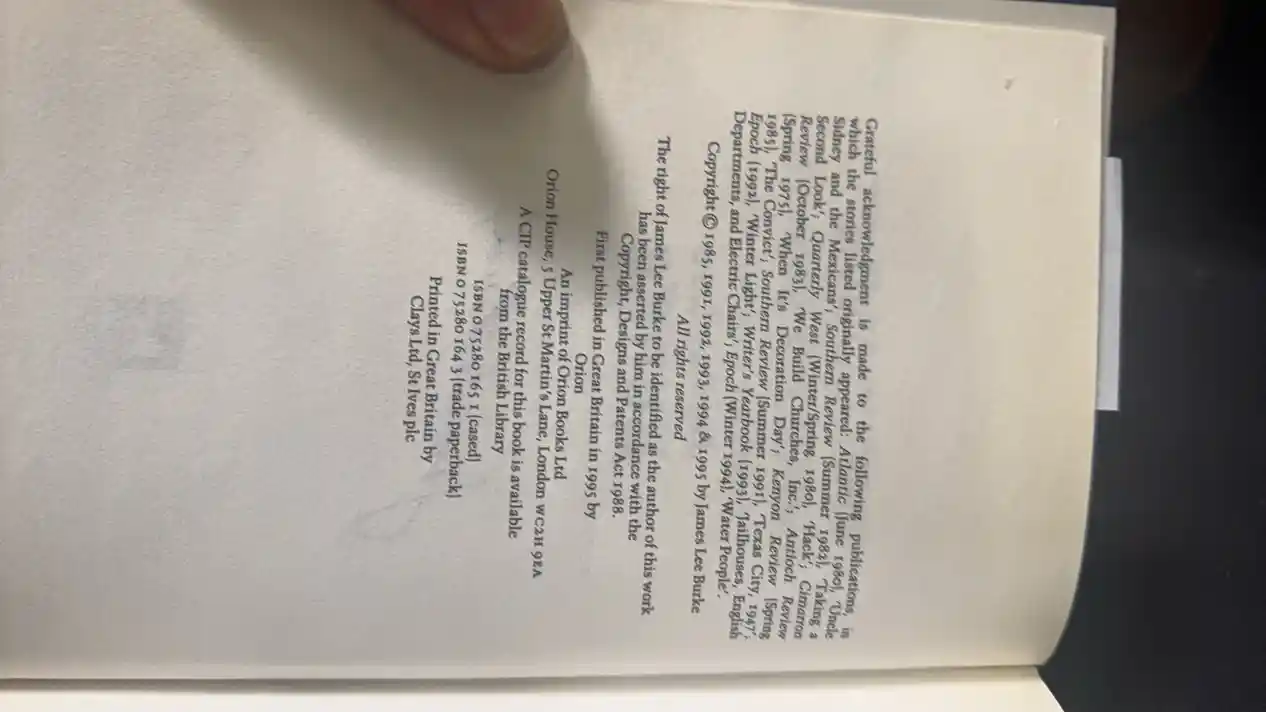 Grateful acknowledgment is made to the following publications, in
which the stories listed originally appeared: Atlantic (June 1980), 'Uncle
Sidney and the Mexicans'; Southern Review (Summer 1982), 'Taking a
Second Look'; Quarterly West (Winter/Spring 1980), 'Hack'; Cimarron
Review (October 1983), 'We Build Churches, Inc.'; Antioch Review
(Spring 1975), 'When It's Decoration Day'; Kenyon Review (Spring
1985), 'The Convict'; Southern Review (Summer 1991), 'Texas City, 1947';
Epoch (1992), 'Winter Light'; Writer's Yearbook (1993), 'Jailhouses, English
Departments, and Electric Chairs'; Epoch (Winter 1994), 'Water People'.
Copyright © 1985, 1991, 1992, 1993, 1994 & 1995 by James Lee Burke
All rights reserved
The right of James Lee Burke to be identified as the author of this work
has been asserted by him in accordance with the
Copyright, Designs and Patents Act 1988.
First published in Great Britain in 1995 by
Orion
An imprint of Orion Books Ltd
Orion House, 5 Upper St Martin's Lane, London WC2H 9EA
A CIP catalogue record for this book is available
from the British Library
ISBN 0 75280 165 1 (cased)
ISBN 0 75280 164 3 (trade paperback)
Printed in Great Britain by
Clays Ltd, St Ives plc